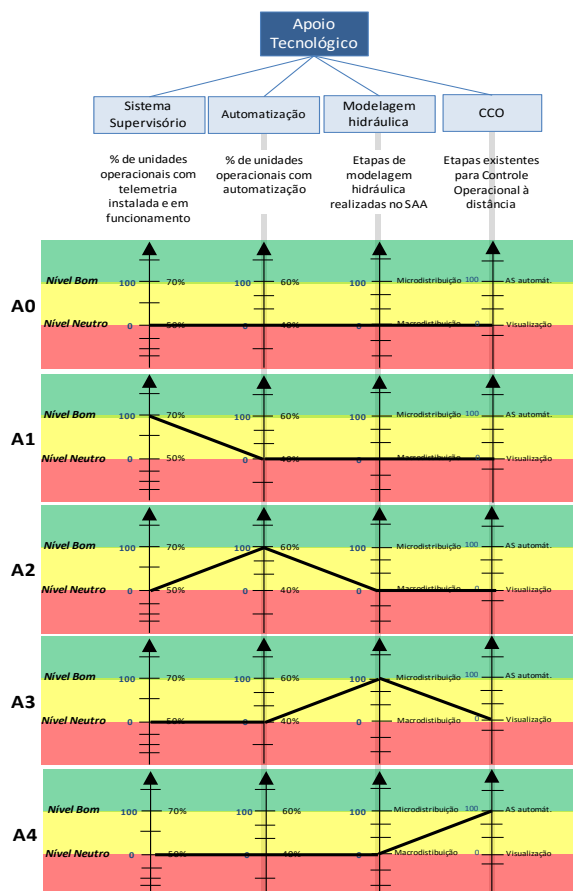 Apoio
Tecnológico
Sistema
Supervisório
Automatização
Modelagem
hidráulica
CCO
% de unidades
operacionais com
telemetria
instalada e em
funcionamento
% de unidades
operacionais com
automatização
Etapas de
modelagem
hidráulica
realizadas no SAA
Etapas existentes
para Controle
Operacional à
distância
A0
Nível Bom 100 70% 100 60% 100 Microdistribuição 100 AS automát.
Nível Neutro 0 50% 0 40% 0 Macrodistribuição 0 Visualização
A1
Nível Bom 100 70% 100 60% 100 Microdistribuição 100 AS automát.
Nível Neutro 0 50% 0 40% 0 Macrodistribuição 0 Visualização
A2
Nível Bom 100 70% 100 60% 100 Microdistribuição 100 AS automát.
Nível Neutro 0 50% 0 40% 0 Macrodistribuição 0 Visualização
A3
Nível Bom 100 70% 100 60% 100 Microdistribuição 100 AS automát.
Nível Neutro 0 50% 0 40% 0 Macrodistribuição 0 Visualização
A4
Nível Bom 100 70% 100 60% 100 Microdistribuição 100 AS automát.
Nível Neutro 0 50% 0 40% 0 Macrodistribuição 0 Visualização